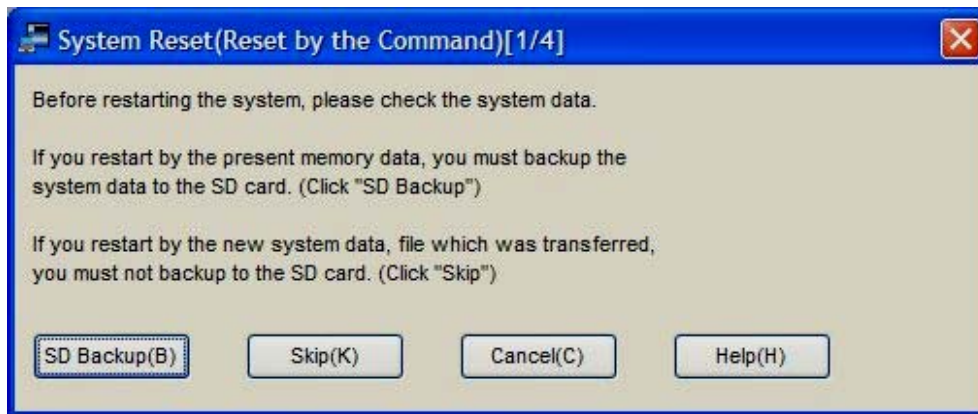 System Reset(Reset by the Command)[1/4]
Before restarting the system, please check the system data.
If you restart by the present memory data, you must backup the
system data to the SD card. (Click "SD Backup")
If you restart by the new system data, file which was transferred,
you must not backup to the SD card. (Click "Skip")
SD Backup(B) Skip(K) Cancel(C) Help(H)